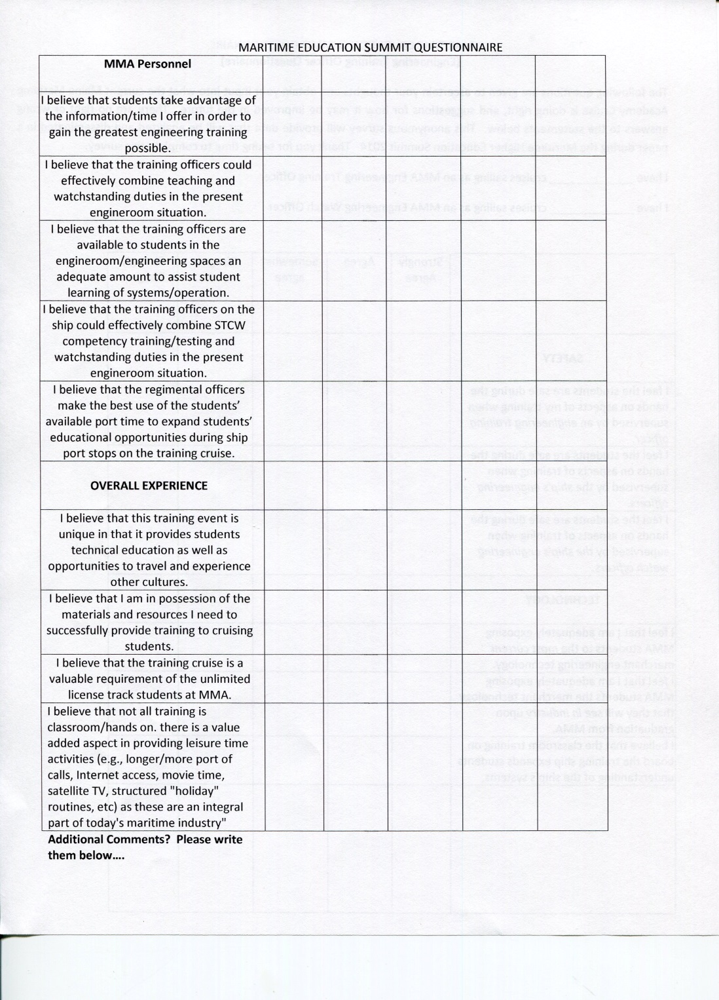 MARITIME EDUCATION SUMMIT QUESTIONNAIRE
MMA Personnel
I believe that students take advantage of
the information/time I offer in order to
gain the greatest engineering training
possible.
I believe that the training officers could
effectively combine teaching and
watchstanding duties in the present
engineroom situation.
I believe that the training officers are
available to students in the
engineroom/engineering spaces an
adequate amount to assist student
learning of systems/operation.
I believe that the training officers on the
ship could effectively combine STCW
competency training/testing and
watchstanding duties in the present
engineroom situation.
I believe that the regimental officers
make the best use of the students'
available port time to expand students'
educational opportunities during ship
port stops on the training cruise.
OVERALL EXPERIENCE
I believe that this training event is
unique in that it provides students
technical education as well as
opportunities to travel and experience
other cultures.
I believe that I am in possession of the
materials and resources I need to
successfully provide training to cruising
students.
I believe that the training cruise is a
valuable requirement of the unlimited
license track students at MMA.
I believe that not all training is
classroom/hands on. there is a value
added aspect in providing leisure time
activities (e.g., longer/more port of
calls, Internet access, movie time,
satellite TV, structured "holiday"
routines, etc) as these are an integral
part of today's maritime industry"
Additional Comments?  Please write
them below....